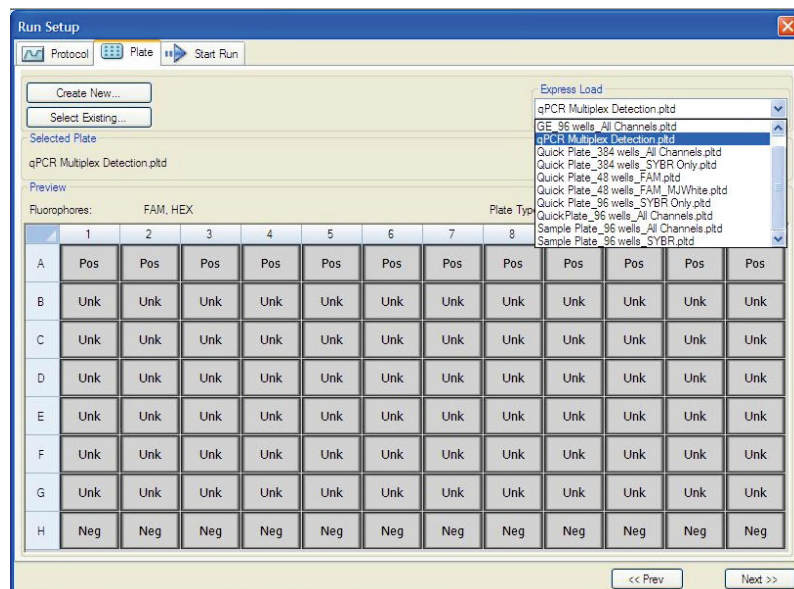 Run Setup
Protocol Plate Start Run
Create New...
Select Existing...
Express Load
qPCR Multiplex Detection.pltd
GE_96 wells_All Channels.pltd
qPCR Multiplex Detection.pltd
Quick Plate_384 wells_All Channels.pltd
Quick Plate_384 wells_SYBR Only.pltd
Quick Plate_48 wells_FAM.pltd
Quick Plate_48 wells_FAM_MJWhite.pltd
Quick Plate_96 wells_SYBR Only.pltd
QuickPlate_96 wells_All Channels.pltd
Sample Plate_96 wells_All Channels.pltd
Sample Plate_96 wells_SYBR.pltd
Selected Plate
qPCR Multiplex Detection.pltd
Preview
Fluorophores: FAM, HEX Plate Typ
1 2 3 4 5 6 7 8
A Pos Pos Pos Pos Pos Pos Pos Pos Pos Pos Pos Pos
B Unk Unk Unk Unk Unk Unk Unk Unk Unk Unk Unk Unk
C Unk Unk Unk Unk Unk Unk Unk Unk Unk Unk Unk Unk
D Unk Unk Unk Unk Unk Unk Unk Unk Unk Unk Unk Unk
E Unk Unk Unk Unk Unk Unk Unk Unk Unk Unk Unk Unk
F Unk Unk Unk Unk Unk Unk Unk Unk Unk Unk Unk Unk
G Unk Unk Unk Unk Unk Unk Unk Unk Unk Unk Unk Unk
H Neg Neg Neg Neg Neg Neg Neg Neg Neg Neg Neg Neg
<< Prev Next >>